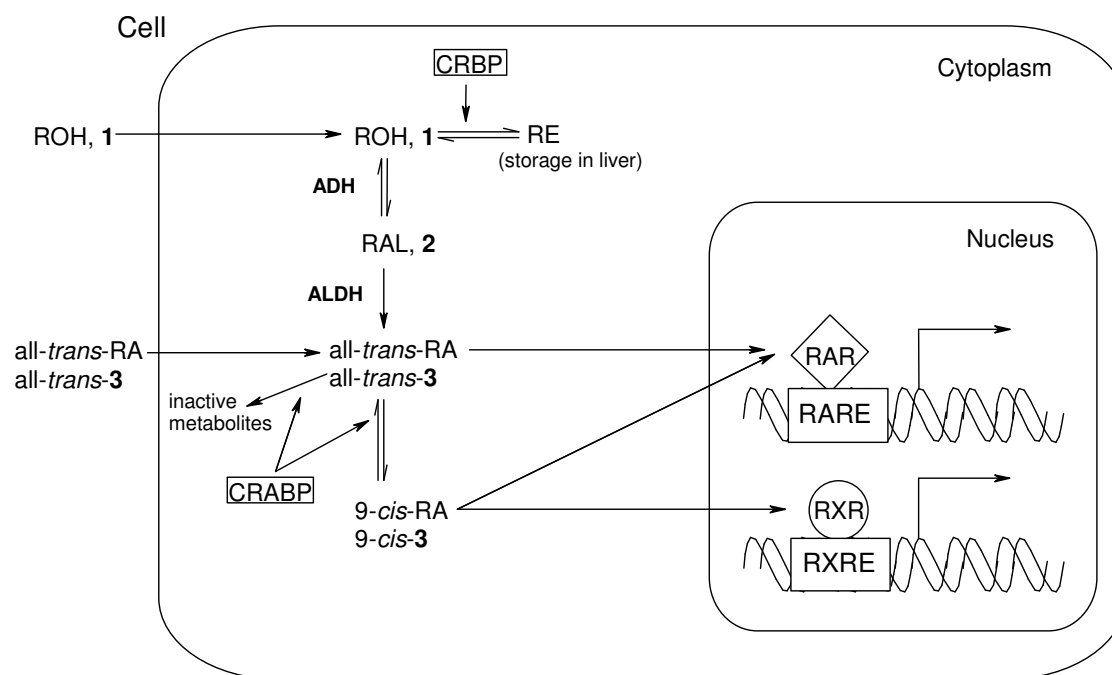 Cell
CRBP
Cytoplasm
ROH, 1
ROH, 1
RE
(storage in liver)
ADH
RAL, 2
Nucleus
ALDH
all-trans-RA
all-trans-3
all-trans-RA
all-trans-3
RAR
inactive
metabolites
RARE
CRABP
9-cis-RA
9-cis-3
RXR
RXRE